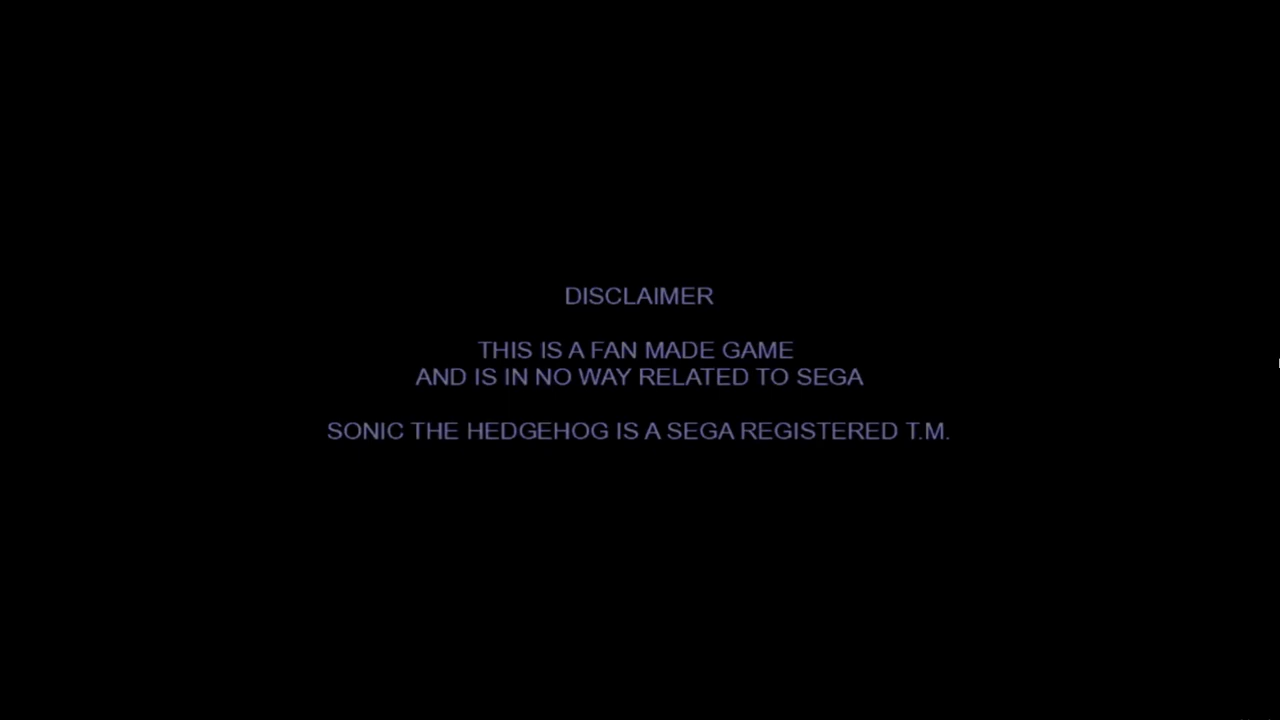 DISCLAIMER
THIS IS A FAN MADE GAME
AND IS IN NO WAY RELATED TO SEGA
SONIC THE HEDGEHOG IS A SEGA REGISTERED T.M.